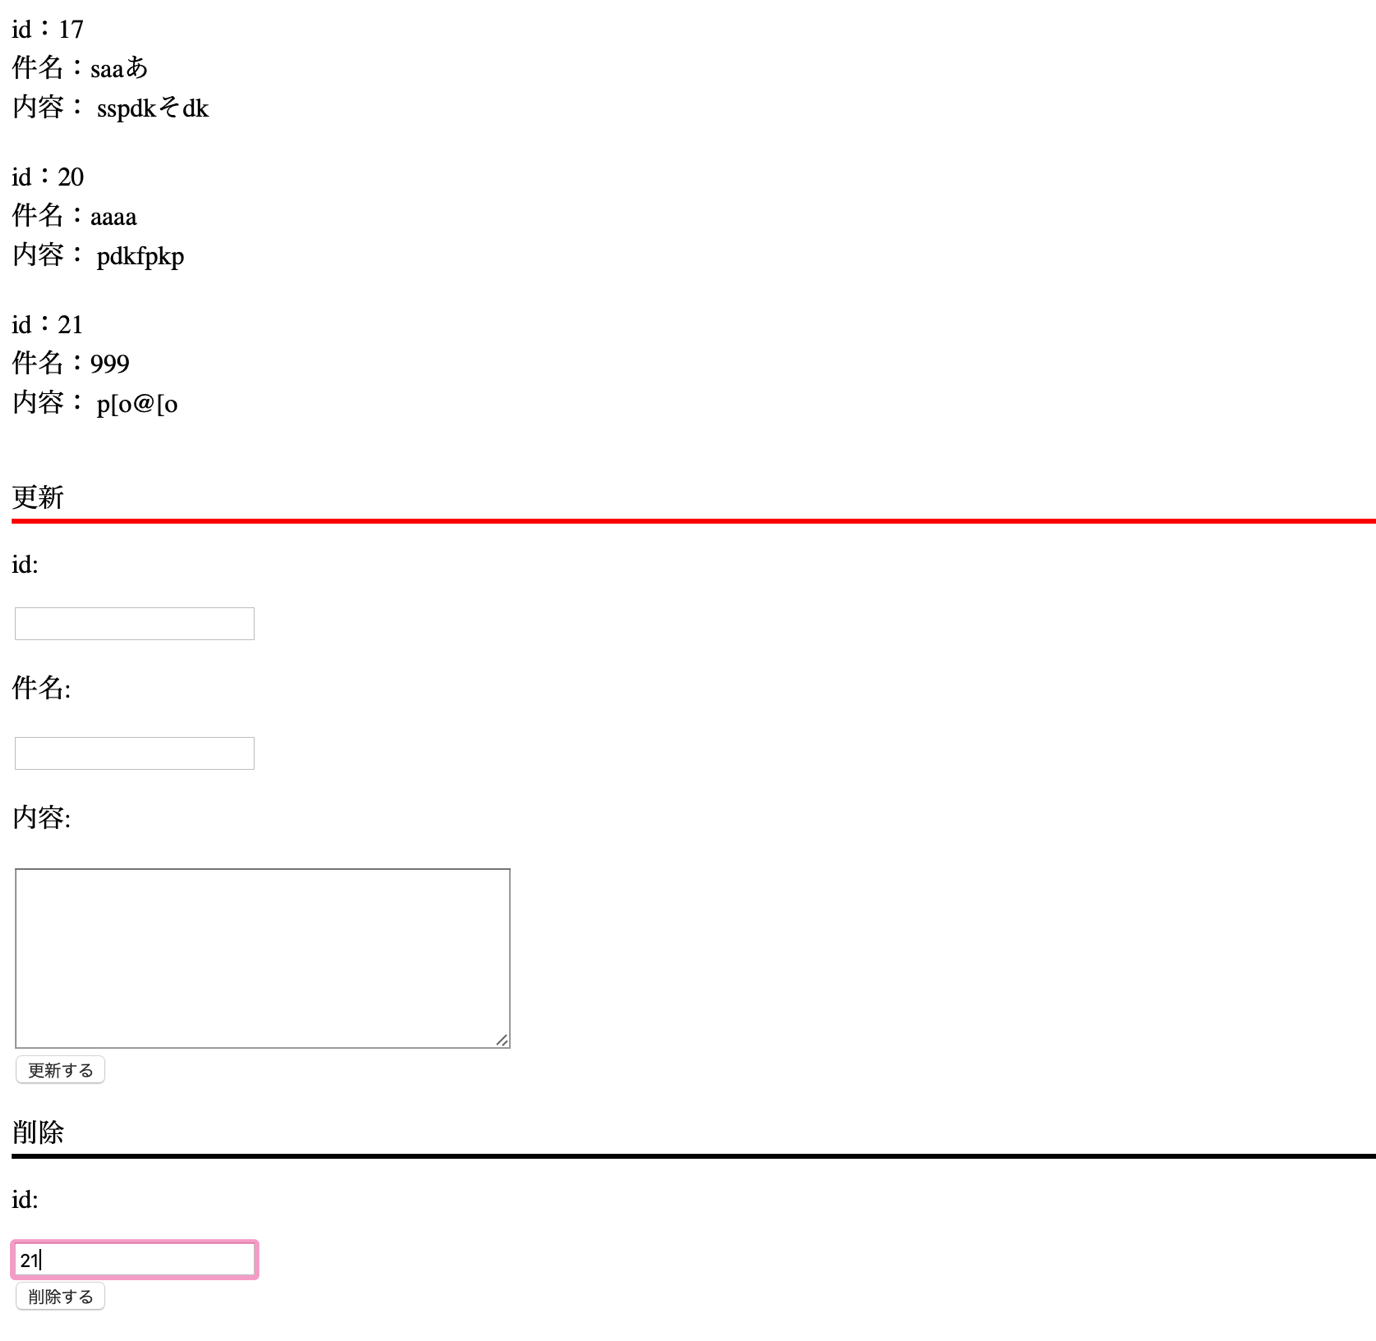 id：17
件名：saaあ
内容： sspdkそdk
id：20
件名：aaaa
内容： pdkfpkp
id：21
件名：999
内容： p[o@[o
更新
id:
件名:
内容:
更新する
削除
id:
21
削除する